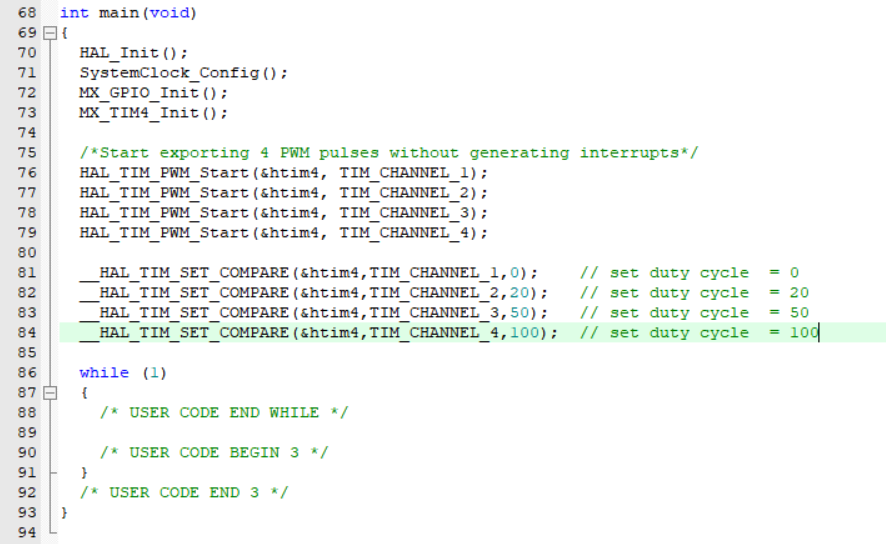 68 int main(void)
69 {
70 HAL_Init();
71 SystemClock_Config();
72 MX_GPIO_Init();
73 MX_TIM4_Init();
74
75 /*Start exporting 4 PWM pulses without generating interrupts*/
76 HAL_TIM_PWM_Start(&htim4, TIM_CHANNEL_1);
77 HAL_TIM_PWM_Start(&htim4, TIM_CHANNEL_2);
78 HAL_TIM_PWM_Start(&htim4, TIM_CHANNEL_3);
79 HAL_TIM_PWM_Start(&htim4, TIM_CHANNEL_4);
80
81 __HAL_TIM_SET_COMPARE(&htim4,TIM_CHANNEL_1,0); // set duty cycle = 0
82 __HAL_TIM_SET_COMPARE(&htim4,TIM_CHANNEL_2,20); // set duty cycle = 20
83 __HAL_TIM_SET_COMPARE(&htim4,TIM_CHANNEL_3,50); // set duty cycle = 50
84 __HAL_TIM_SET_COMPARE(&htim4,TIM_CHANNEL_4,100); // set duty cycle = 100
85
86 while (1)
87 {
88 /* USER CODE END WHILE */
89
90 /* USER CODE BEGIN 3 */
91 }
92 /* USER CODE END 3 */
93 }
94